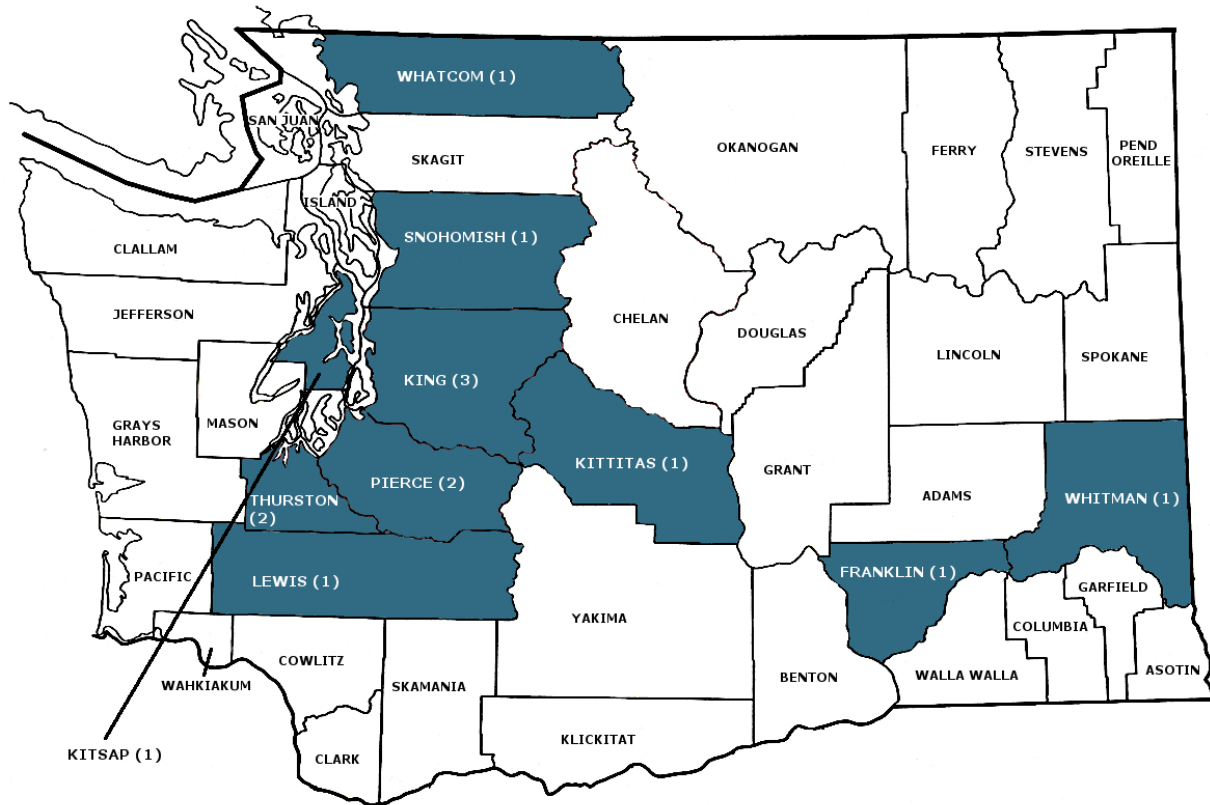 WHATCOM (1)
SAN JUAN
SKAGIT
OKANOGAN
FERRY
STEVENS
PEND
OREILLE
ISLAND
SNOHOMISH (1)
CLALLAM
JEFFERSON
CHELAN
DOUGLAS
LINCOLN
SPOKANE
KING (3)
GRAYS
HARBOR
MASON
KITTITAS (1)
GRANT
PIERCE (2)
THURSTON
(2)
ADAMS
WHITMAN (1)
PACIFIC
LEWIS (1)
FRANKLIN (1)
GARFIELD
YAKIMA
COLUMBIA
COWLITZ
WAHKIAKUM
SKAMANIA
BENTON
WALLA WALLA
ASOTIN
KITSAP (1)
CLARK
KLICKITAT